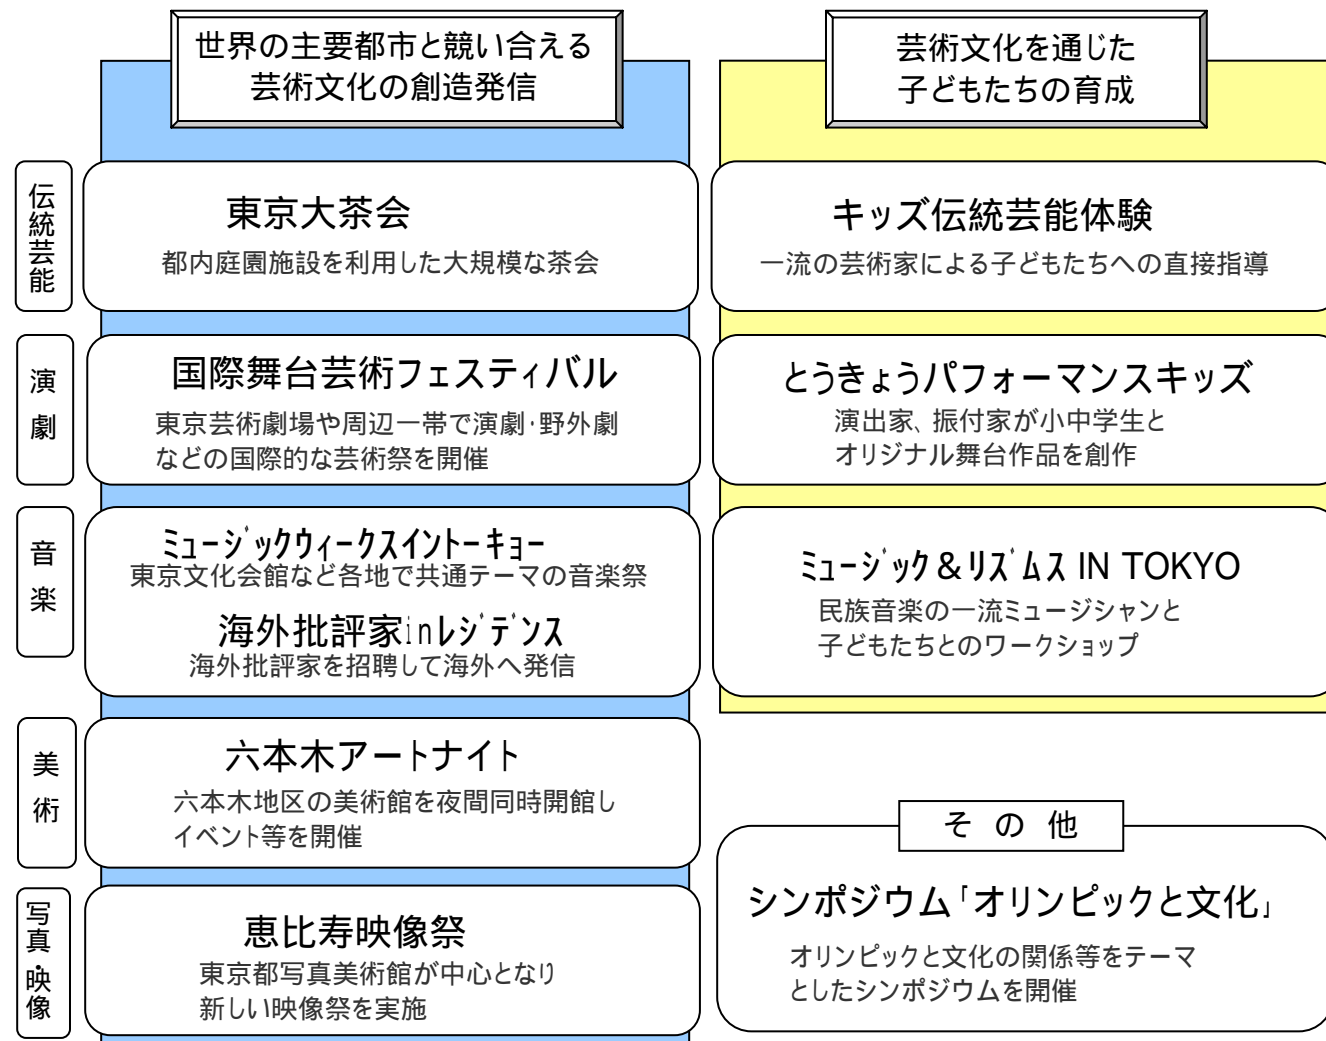 世界の主要都市と競い合える
芸術文化の創造発信
芸術文化を通じた
子どもたちの育成
伝統芸能
東京大茶会
都内庭園施設を利用した大規模な茶会
キッズ伝統芸能体験
一流の芸術家による子どもたちへの直接指導
演劇
国際舞台芸術フェスティバル
東京芸術劇場や周辺一帯で演劇･野外劇
などの国際的な芸術祭を開催
とうきょうパフォーマンスキッズ
演出家、振付家が小中学生と
オリジナル舞台作品を創作
音楽
ミュージックウィークスイントーキョー
東京文化会館など各地で共通テーマの音楽祭
海外批評家inレジデンス
海外批評家を招聘して海外へ発信
ミュージック＆リズムス IN TOKYO
民族音楽の一流ミュージシャンと
子どもたちとのワークショップ
美術
六本木アートナイト
六本木地区の美術館を夜間同時開館し
イベント等を開催
写真・映像
恵比寿映像祭
東京都写真美術館が中心となり
新しい映像祭を実施
その他
シンポジウム「オリンピックと文化」
オリンピックと文化の関係等をテーマ
としたシンポジウムを開催